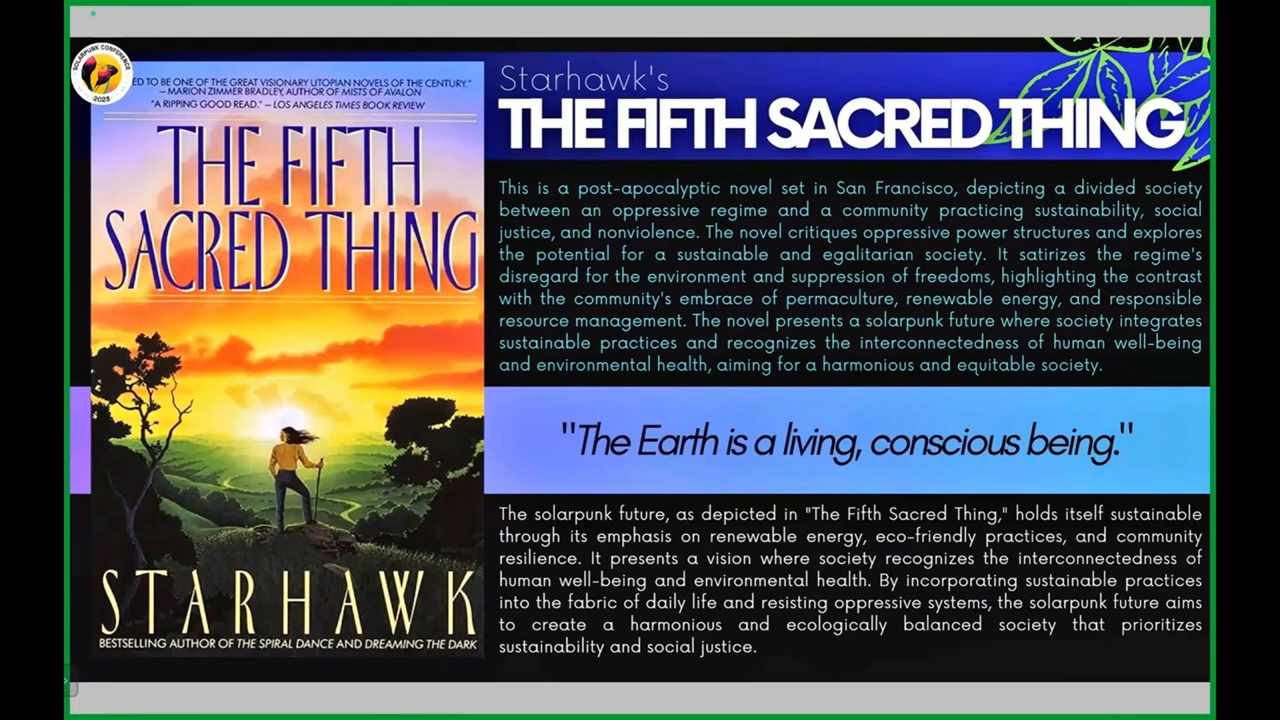 SOLARPUNK CONFERENCE
2023
ED TO BE ONE OF THE GREAT VISIONARY UTOPIAN NOVELS OF THE CENTURY."
— MARION ZIMMER BRADLEY, AUTHOR OF MISTS OF AVALON
"A RIPPING GOOD READ." — LOS ANGELES TIMES BOOK REVIEW
THE FIFTH
SACRED THING
STARHAWK
BESTSELLING AUTHOR OF THE SPIRAL DANCE AND DREAMING THE DARK
Starhawk's
THE FIFTH SACRED THING
This is a post-apocalyptic novel set in San Francisco, depicting a divided society
between an oppressive regime and a community practicing sustainability, social
justice, and nonviolence. The novel critiques oppressive power structures and explores
the potential for a sustainable and egalitarian society. It satirizes the regime's
disregard for the environment and suppression of freedoms, highlighting the contrast
with the community's embrace of permaculture, renewable energy, and responsible
resource management. The novel presents a solarpunk future where society integrates
sustainable practices and recognizes the interconnectedness of human well-being
and environmental health, aiming for a harmonious and equitable society.
"The Earth is a living, conscious being."
The solarpunk future, as depicted in "The Fifth Sacred Thing," holds itself sustainable
through its emphasis on renewable energy, eco-friendly practices, and community
resilience. It presents a vision where society recognizes the interconnectedness of
human well-being and environmental health. By incorporating sustainable practices
into the fabric of daily life and resisting oppressive systems, the solarpunk future aims
to create a harmonious and ecologically balanced society that prioritizes
sustainability and social justice.